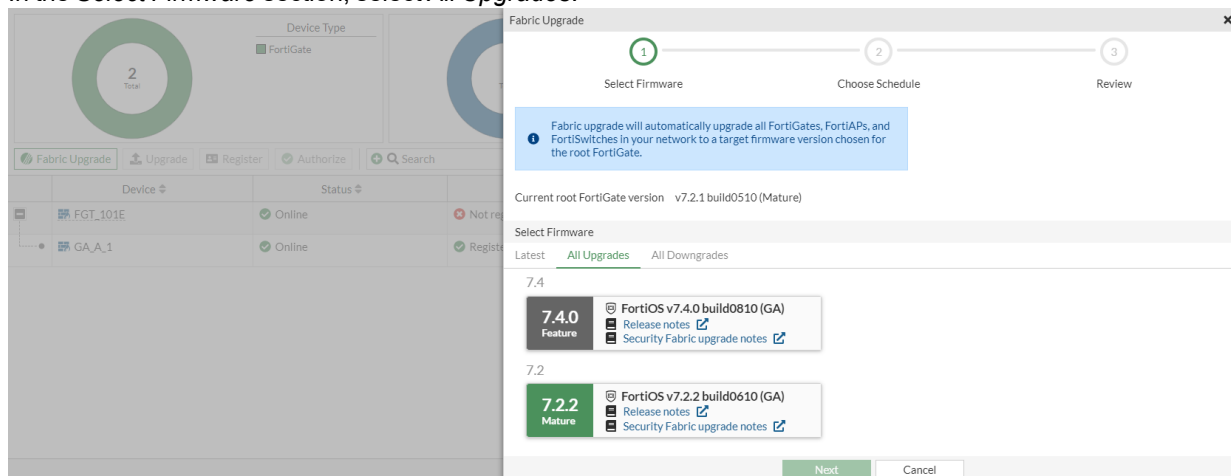 In the Select Firmware section, select All Upgrades.
Device Type
FortiGate
2
Total
Fabric Upgrade
Upgrade
Register
Authorize
Search
Device
Status
FGT_101E
Online
Not re
GA_A_1
Online
Registe
Fabric Upgrade
1
2
3
Select Firmware
Choose Schedule
Review
Fabric upgrade will automatically upgrade all FortiGates, FortiAPs, and
FortiSwitches in your network to a target firmware version chosen for
the root FortiGate.
Current root FortiGate version v7.2.1 build0510 (Mature)
Select Firmware
Latest All Upgrades All Downgrades
7.4
7.4.0
Feature
FortiOS v7.4.0 build0810 (GA)
Release notes
Security Fabric upgrade notes
7.2
7.2.2
Mature
FortiOS v7.2.2 build0610 (GA)
Release notes
Security Fabric upgrade notes
Next
Cancel